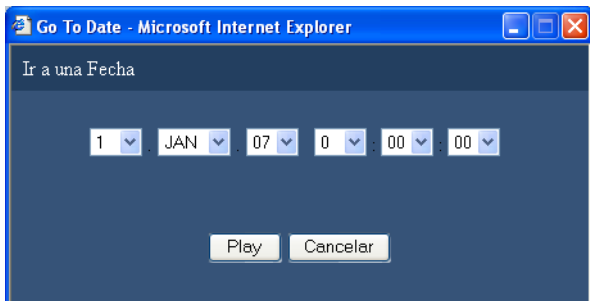 Go To Date - Microsoft Internet Explorer
Ir a una Fecha
1 . JAN . 07 0 : 00 : 00
Play Cancelar